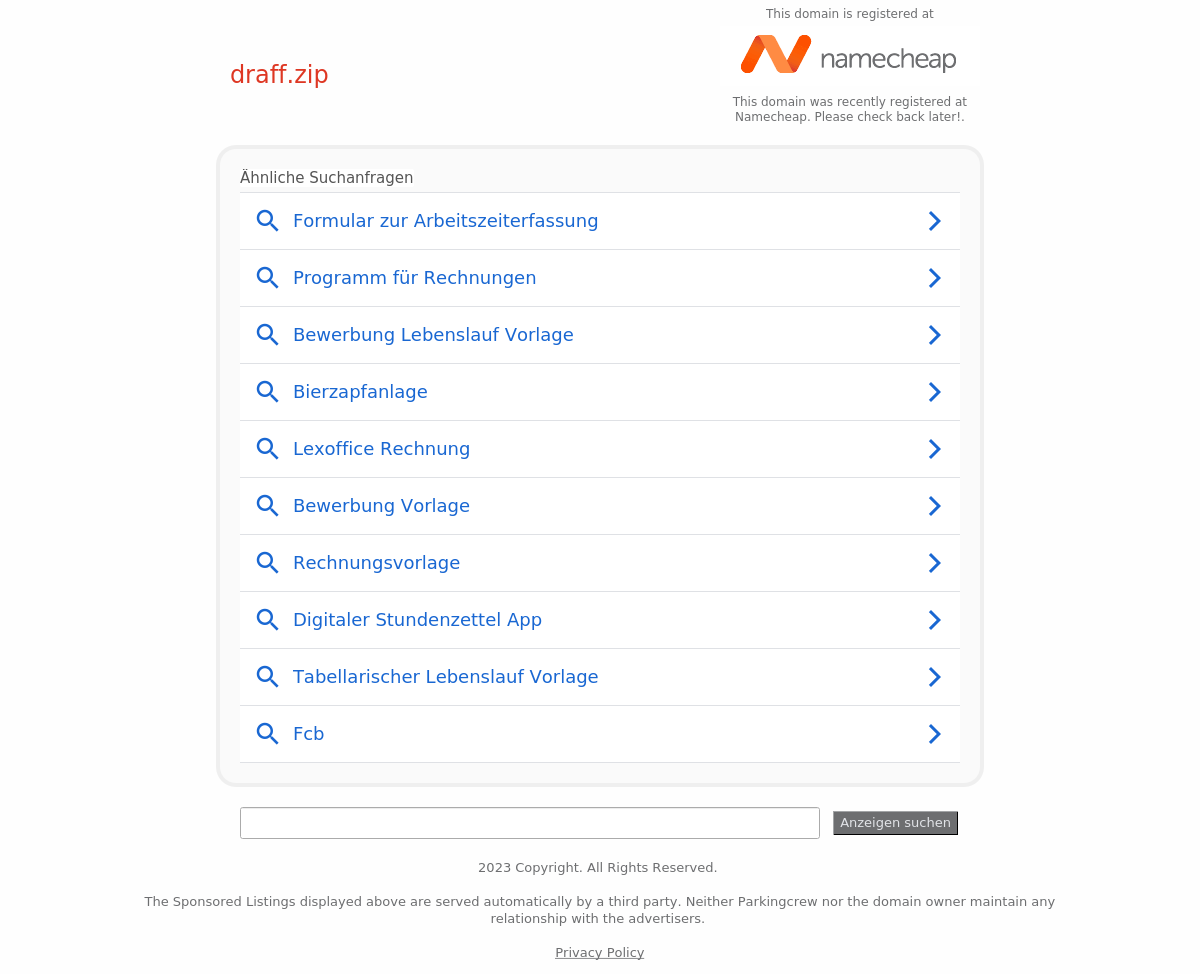 This domain is registered at
namecheap
draff.zip
This domain was recently registered at
Namecheap. Please check back later!.
Ähnliche Suchanfragen
Formular zur Arbeitszeiterfassung
Programm für Rechnungen
Bewerbung Lebenslauf Vorlage
Bierzapfanlage
Lexoffice Rechnung
Bewerbung Vorlage
Rechnungsvorlage
Digitaler Stundenzettel App
Tabellarischer Lebenslauf Vorlage
Fcb
Anzeigen suchen
2023 Copyright. All Rights Reserved.
The Sponsored Listings displayed above are served automatically by a third party. Neither Parkingcrew nor the domain owner maintain any
relationship with the advertisers.
Privacy Policy